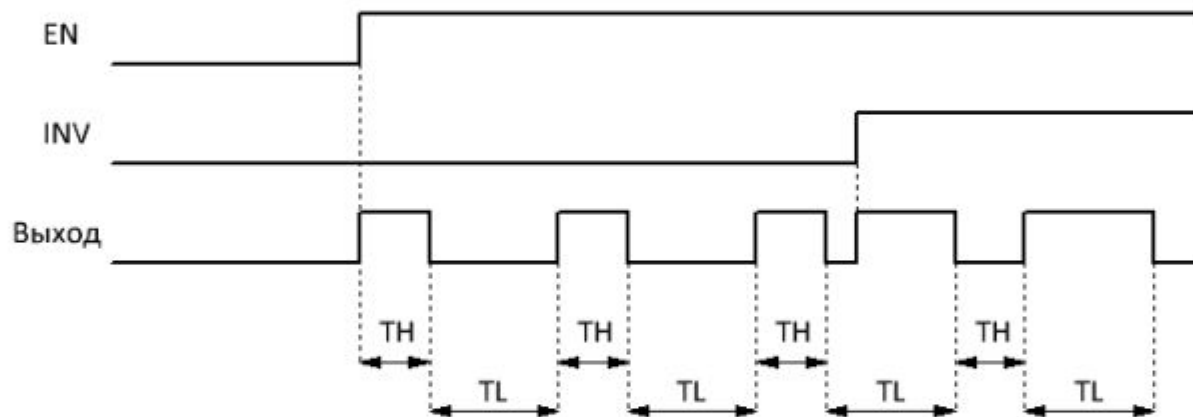 EN
INV
Выход
TH TH TH TH
TL TL TL TL